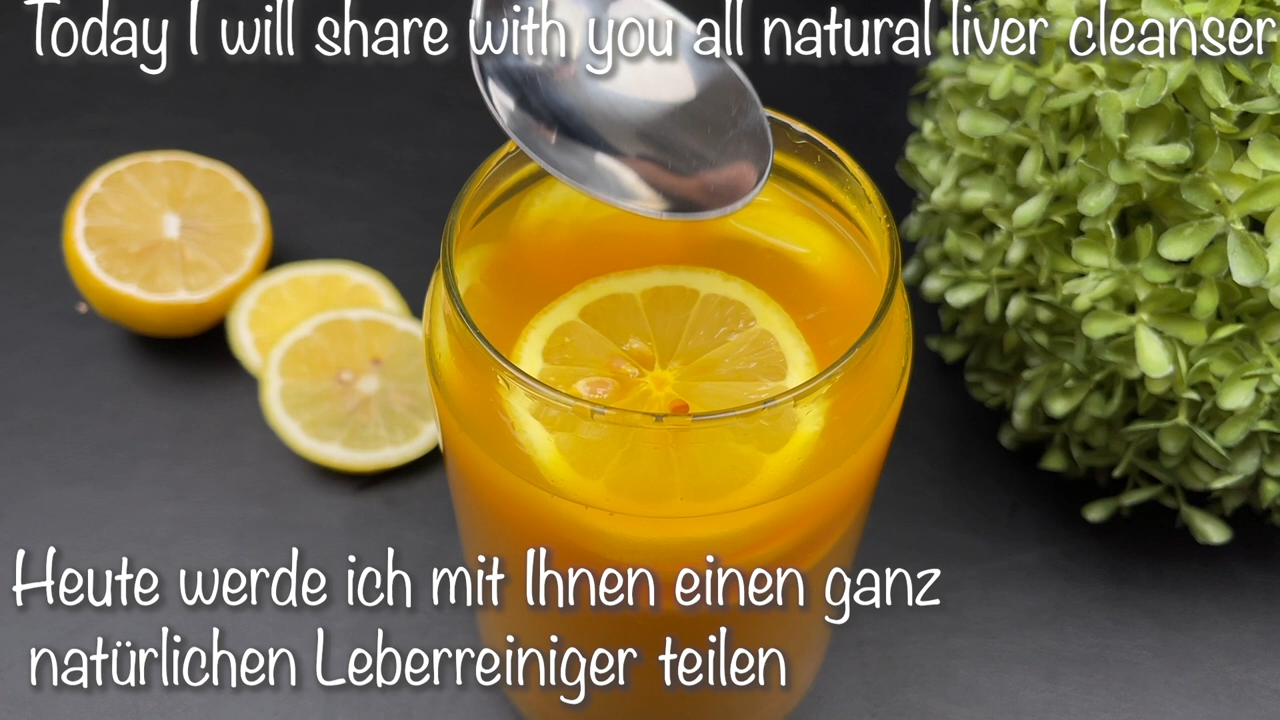 Today I will share with you all natural liver cleanser
Heute werde ich mit Ihnen einen ganz
natürlichen Leberreiniger teilen